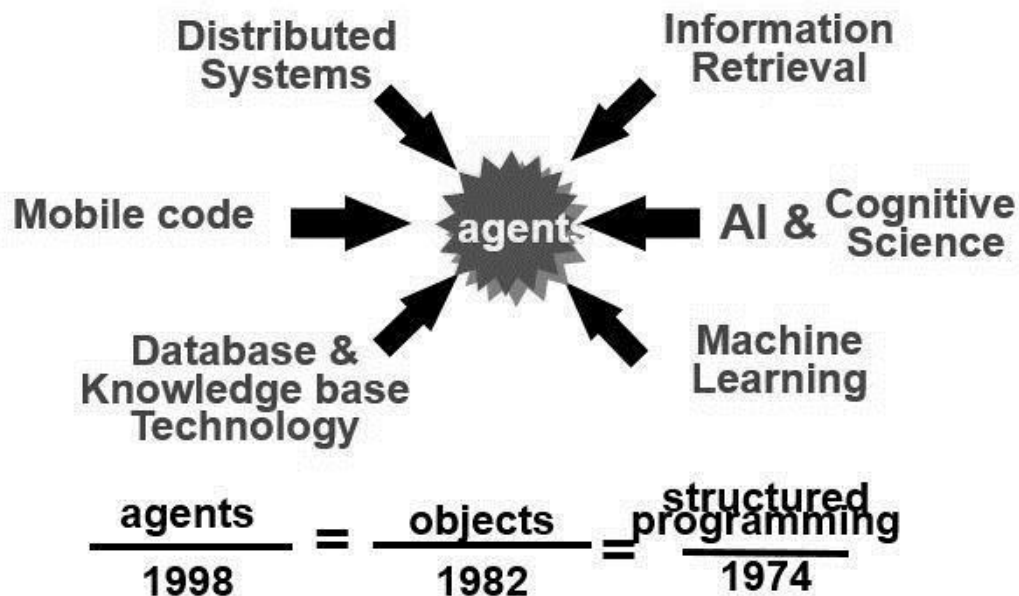 Distributed
Systems
Information
Retrieval
Mobile code
agents
AI & Cognitive
Science
Database &
Knowledge base
Technology
Machine
Learning
agents
1998
=
objects
1982
=
structured
programming
1974